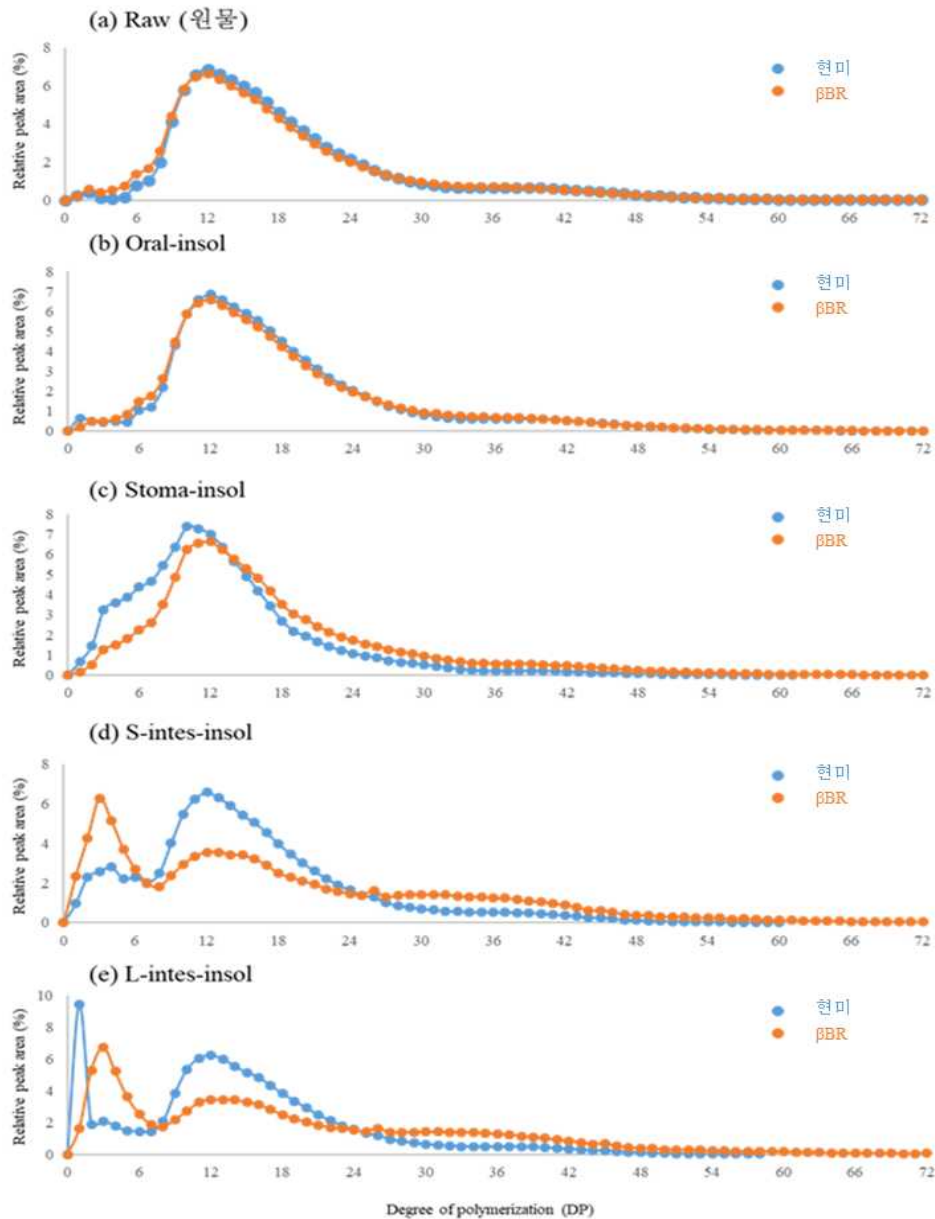 (a) Raw (원물)
Relative peak area (%)
8
6
4
2
0
현미
βBR
0 6 12 18 24 30 36 42 48 54 60 66 72
(b) Oral-insol
Relative peak area (%)
8
7
6
5
4
3
2
1
0
현미
βBR
0 6 12 18 24 30 36 42 48 54 60 66 72
(c) Stoma-insol
Relative peak area (%)
8
7
6
5
4
3
2
1
0
현미
βBR
0 6 12 18 24 30 36 42 48 54 60 66 72
(d) S-intes-insol
Relative peak area (%)
8
6
4
2
0
현미
βBR
0 6 12 18 24 30 36 42 48 54 60 66 72
(e) L-intes-insol
Relative peak area (%)
10
8
6
4
2
0
현미
βBR
0 6 12 18 24 30 36 42 48 54 60 66 72
Degree of polymerization (DP)